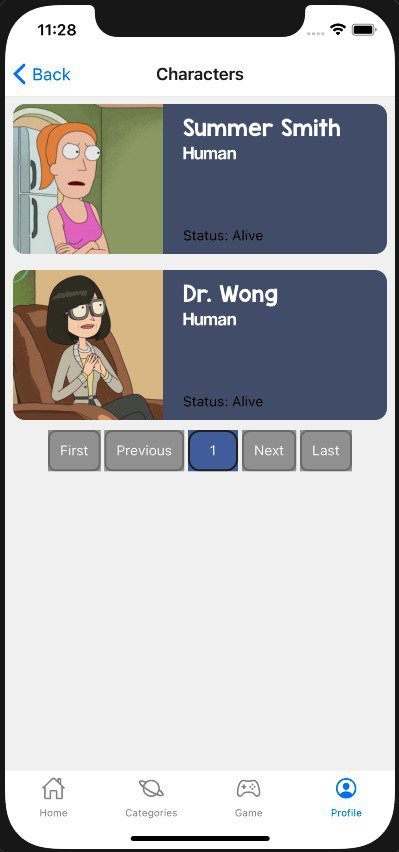 11:28
Back
Characters
Summer Smith
Human
Status: Alive
Dr. Wong
Human
Status: Alive
First Previous 1 Next Last
Home Categories Game Profile